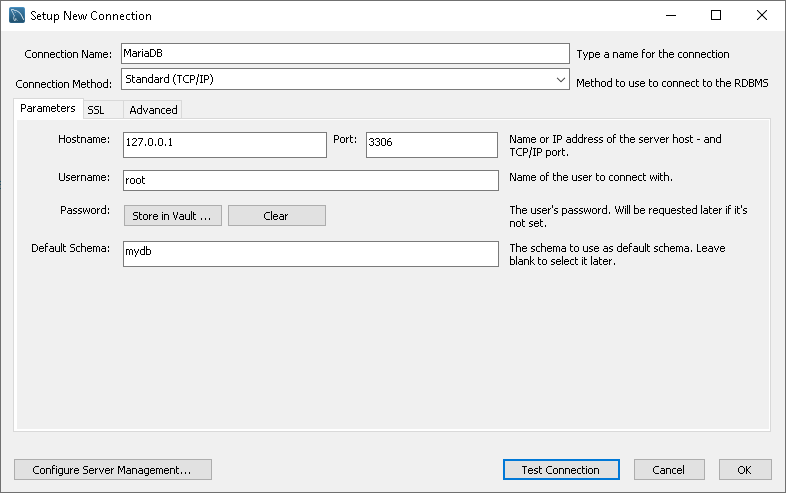 Setup New Connection
Connection Name: MariaDB Type a name for the connection
Connection Method: Standard (TCP/IP) Method to use to connect to the RDBMS
Parameters SSL Advanced
Hostname: 127.0.0.1 Port: 3306 Name or IP address of the server host - and
TCP/IP port.
Username: root Name of the user to connect with.
Password: Store in Vault ... Clear The user's password. Will be requested later if it's
not set.
Default Schema: mydb The schema to use as default schema. Leave
blank to select it later.
Configure Server Management... Test Connection Cancel OK